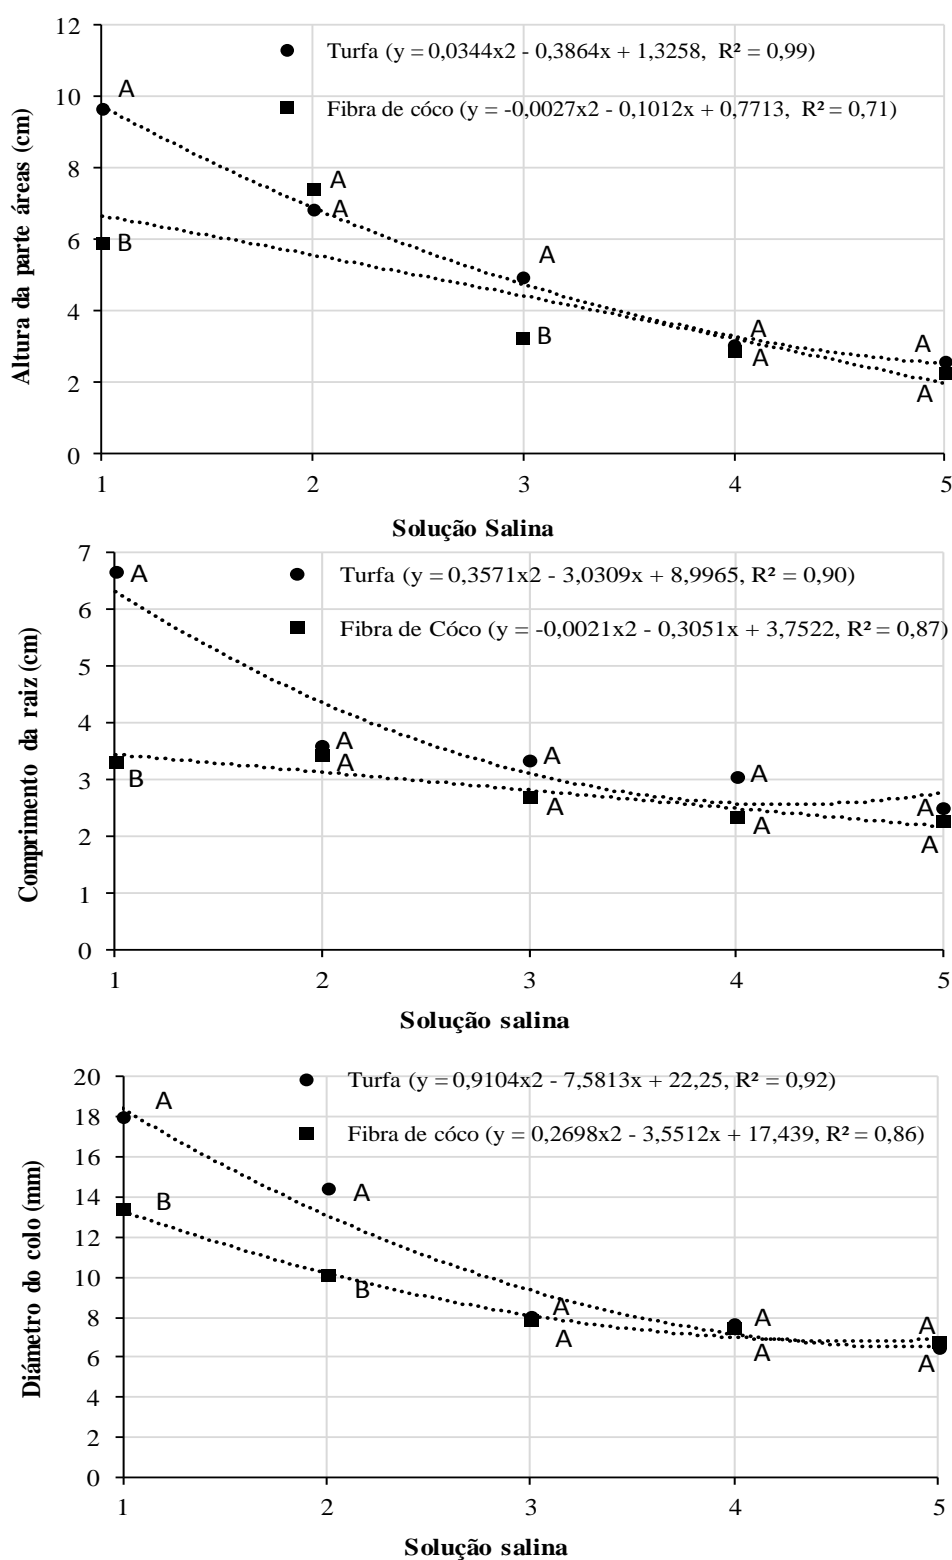 12
Turfa (y = 0,0344x2 - 0,3864x + 1,3258, R² = 0,99)
A
10
Fibra de cóco (y = -0,0027x2 - 0,1012x + 0,7713, R² = 0,71)
8
A
A
6
B
A
4
B
A
A
A
2
A
0
1 2 3 4 5
Altura da parte áreas (cm)
Solução Salina
7
A
Turfa (y = 0,3571x2 - 3,0309x + 8,9965, R² = 0,90)
6
Fibra de Cóco (y = -0,0021x2 - 0,3051x + 3,7522, R² = 0,87)
5
4
A
A
A
3
B
A
A
A
A
2
A
1
0
1 2 3 4 5
Comprimento da raiz (cm)
Solução salina
20
Turfa (y = 0,9104x2 - 7,5813x + 22,25, R² = 0,92)
A
18
Fibra de cóco (y = 0,2698x2 - 3,5512x + 17,439, R² = 0,86)
16
14
B
A
12
10
B
8
A
A
A
A
A
6
A
4
2
0
1 2 3 4 5
Diámetro do colo (mm)
Solução salina